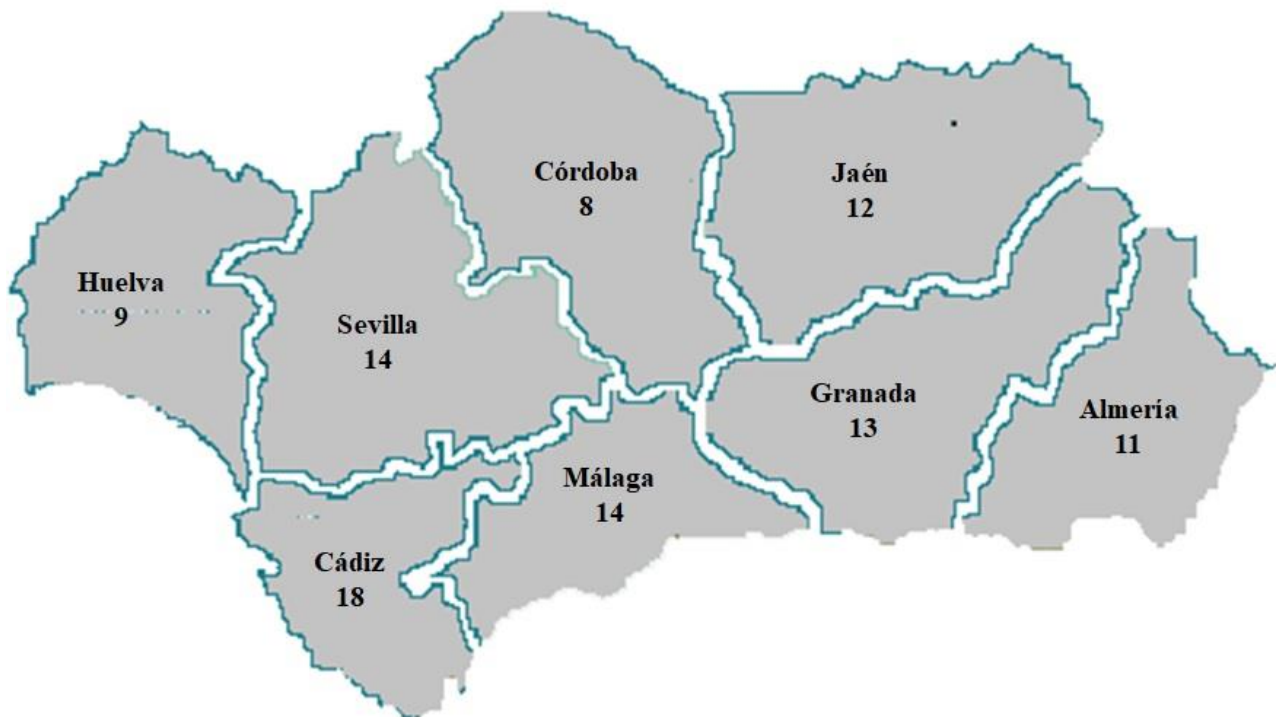 Córdoba
8
Jaén
12
Huelva
9
Sevilla
14
Granada
13
Almería
11
Málaga
14
Cádiz
18